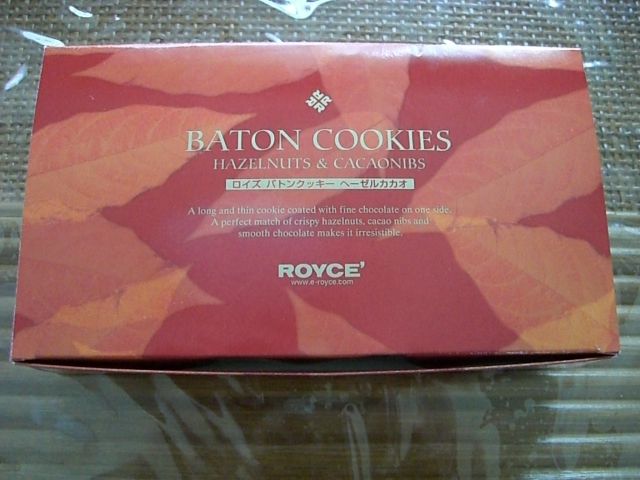 BATON COOKIES
HAZELNUTS & CACAONIBS
ロイズ バトンクッキー ヘーゼルカカオ
A long and thin cookie coated with fine chocolate on one side.
A perfect match of crispy hazelnuts, cacao nibs and
smooth chocolate makes it irresistible.
ROYCE'
www.e-royce.com